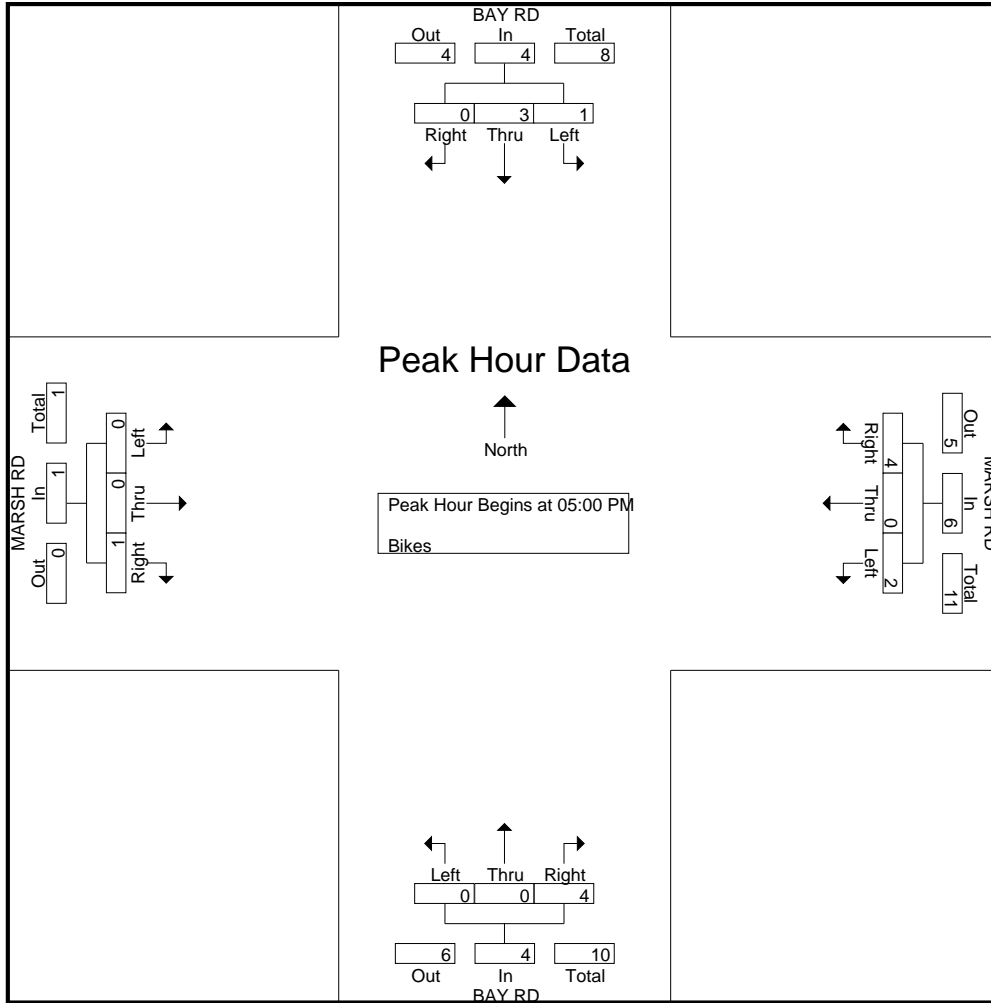 BAY RD
Out In Total
4 4 8
0 3 1
Right Thru Left
Peak Hour Data
North
Peak Hour Begins at 05:00 PM
Bikes
MARSH RD
Total In Out
1 1 0
0 0 1
Left Thru Right
MARSH RD
Out In Total
5 6 11
4 0 2
Right Thru Left
Left Thru Right
0 0 4
6 4 10
Out In Total
BAY RD